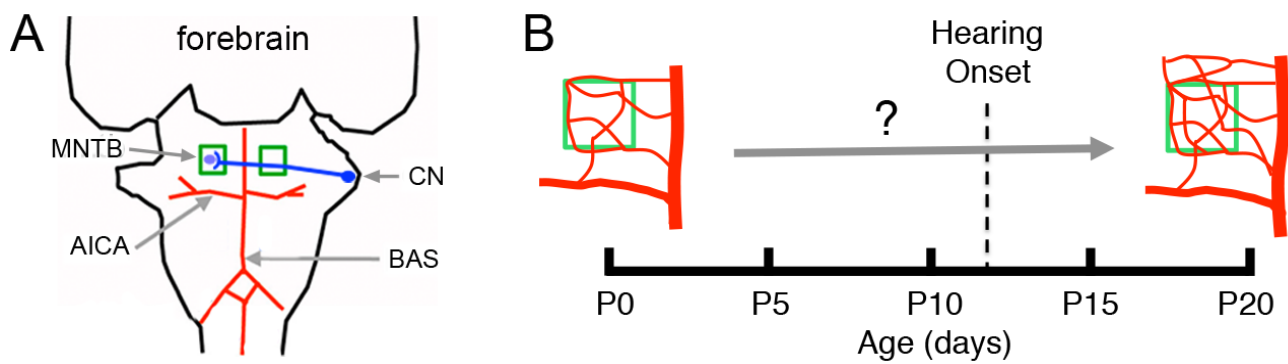 A
forebrain
MNTB
CN
AICA
BAS
B
Hearing
Onset
?
P0 P5 P10 P15 P20
Age (days)